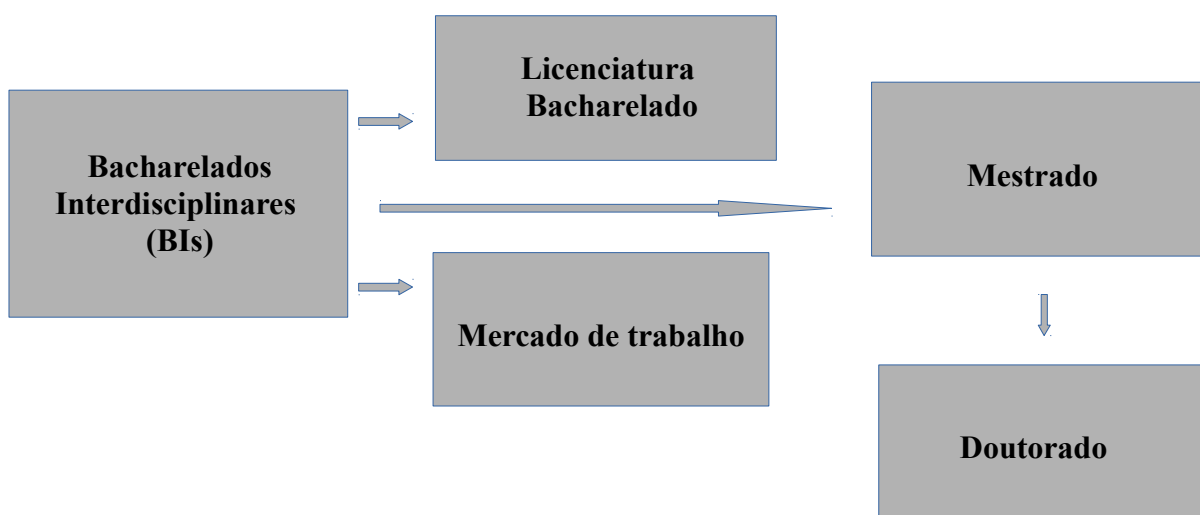 Bacharelados
Interdisciplinares
(BIs)
Licenciatura
Bacharelado
Mercado de trabalho
Mestrado
Doutorado